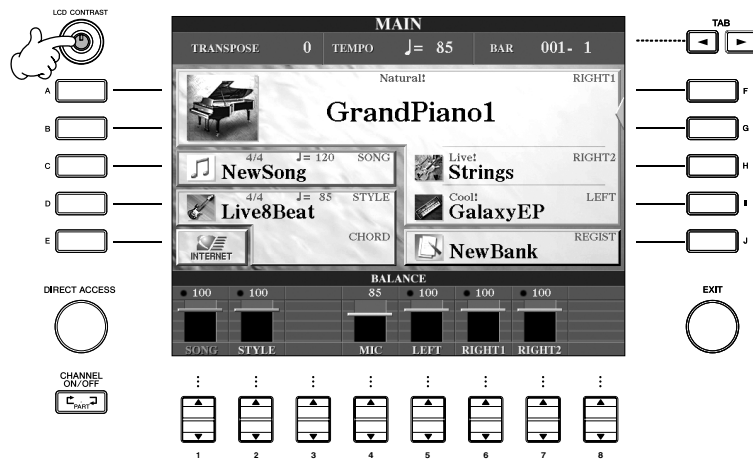 LCD CONTRAST
TAB
MAIN
TRANSPOSE 0 TEMPO ♩= 85 BAR 001- 1
Natural! RIGHT1
GrandPiano1
4/4 ♩= 120 SONG
NewSong
Live! RIGHT2
Strings
4/4 ♩= 85 STYLE
Live8Beat
Cool! LEFT
GalaxyEP
INTERNET
CHORD
REGIST
NewBank
A
B
C
D
E
F
G
H
I
J
BALANCE
100 100 85 100 100 100
SONG STYLE MIC LEFT RIGHT1 RIGHT2
DIRECT ACCESS
EXIT
CHANNEL
ON/OFF
PART
1 2 3 4 5 6 7 8